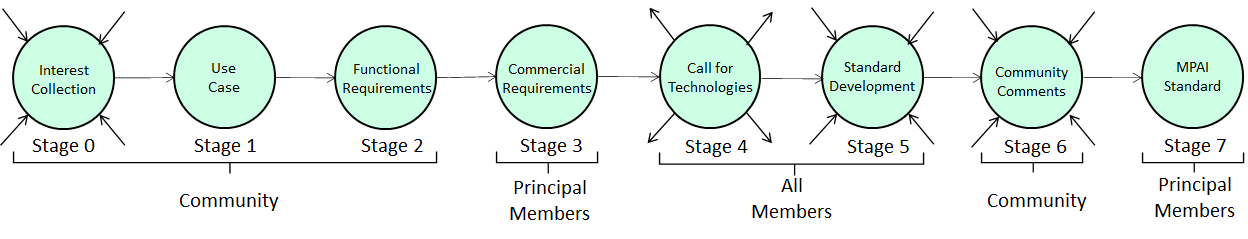 Interest
Collection
Use
Case
Functional
Requirements
Commercial
Requirements
Call for
Technologies
Standard
Development
Community
Comments
MPAI
Standard
Stage 0
Stage 1
Stage 2
Stage 3
Stage 4
Stage 5
Stage 6
Stage 7
Community
Principal
Members
All
Members
Community
Principal
Members